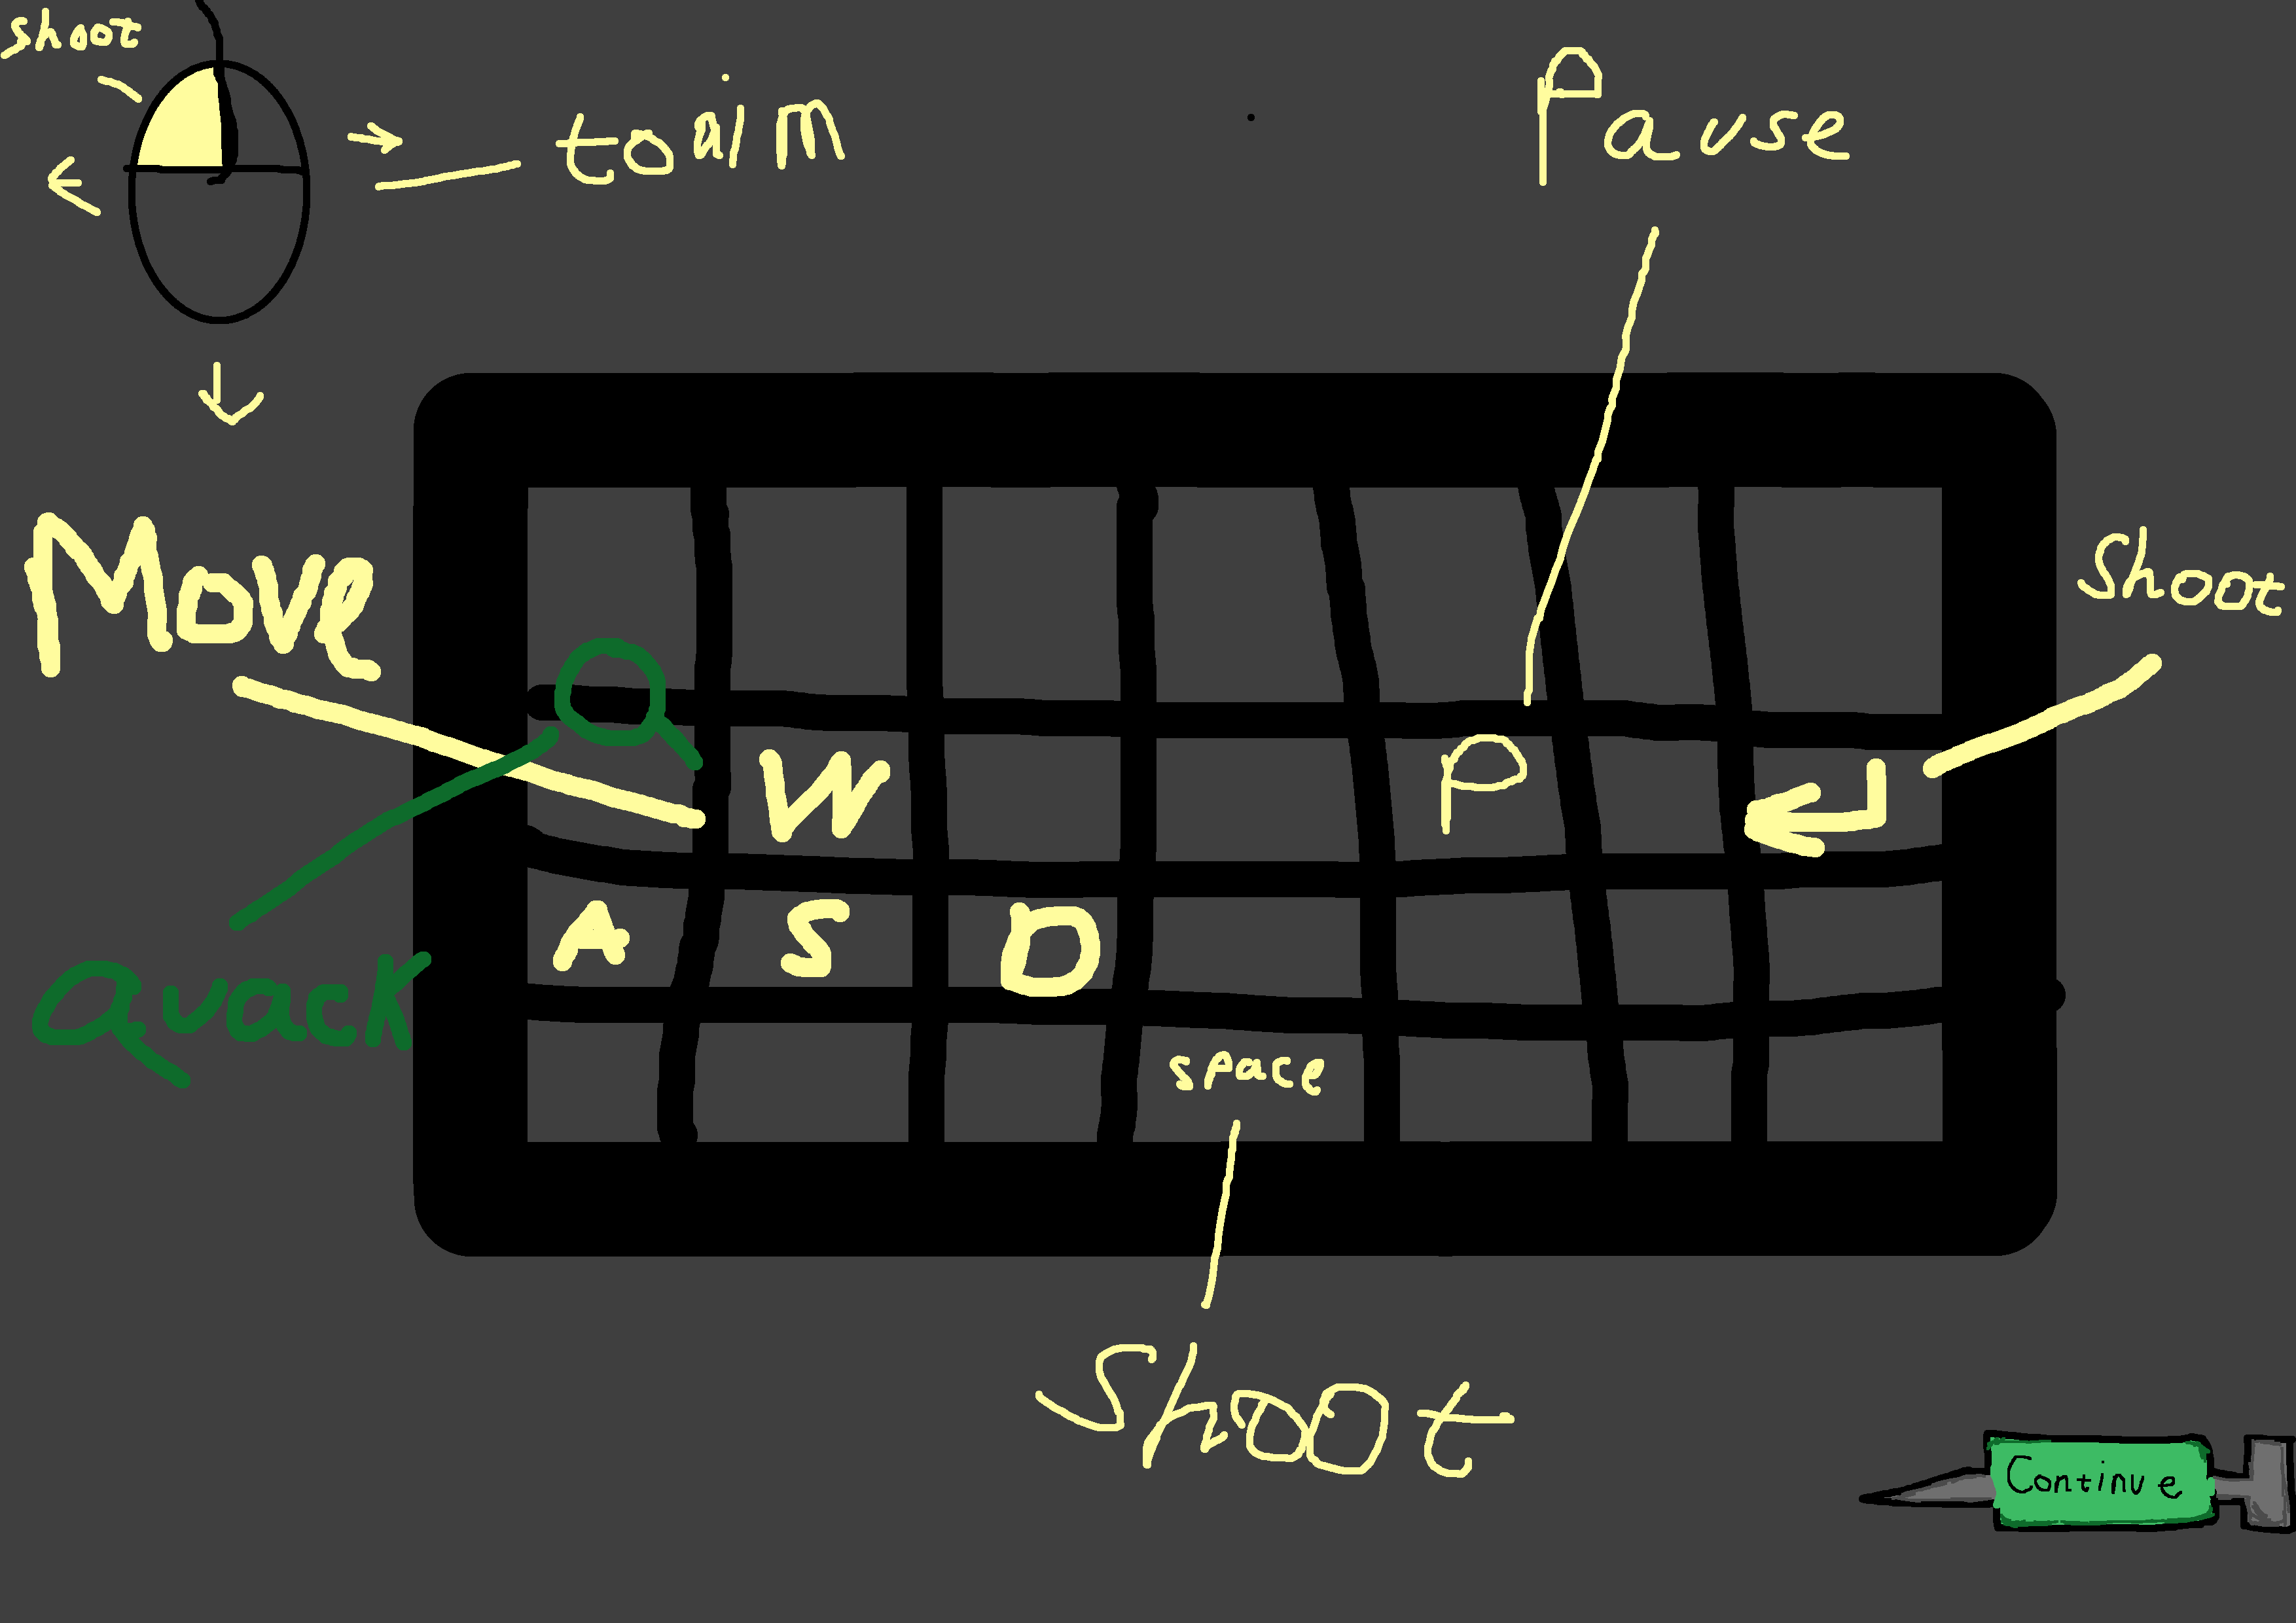 shoot
to aim
Pause
Move
Shoot
Q
W
P
A S D
Quack
space
Shoot
Continue